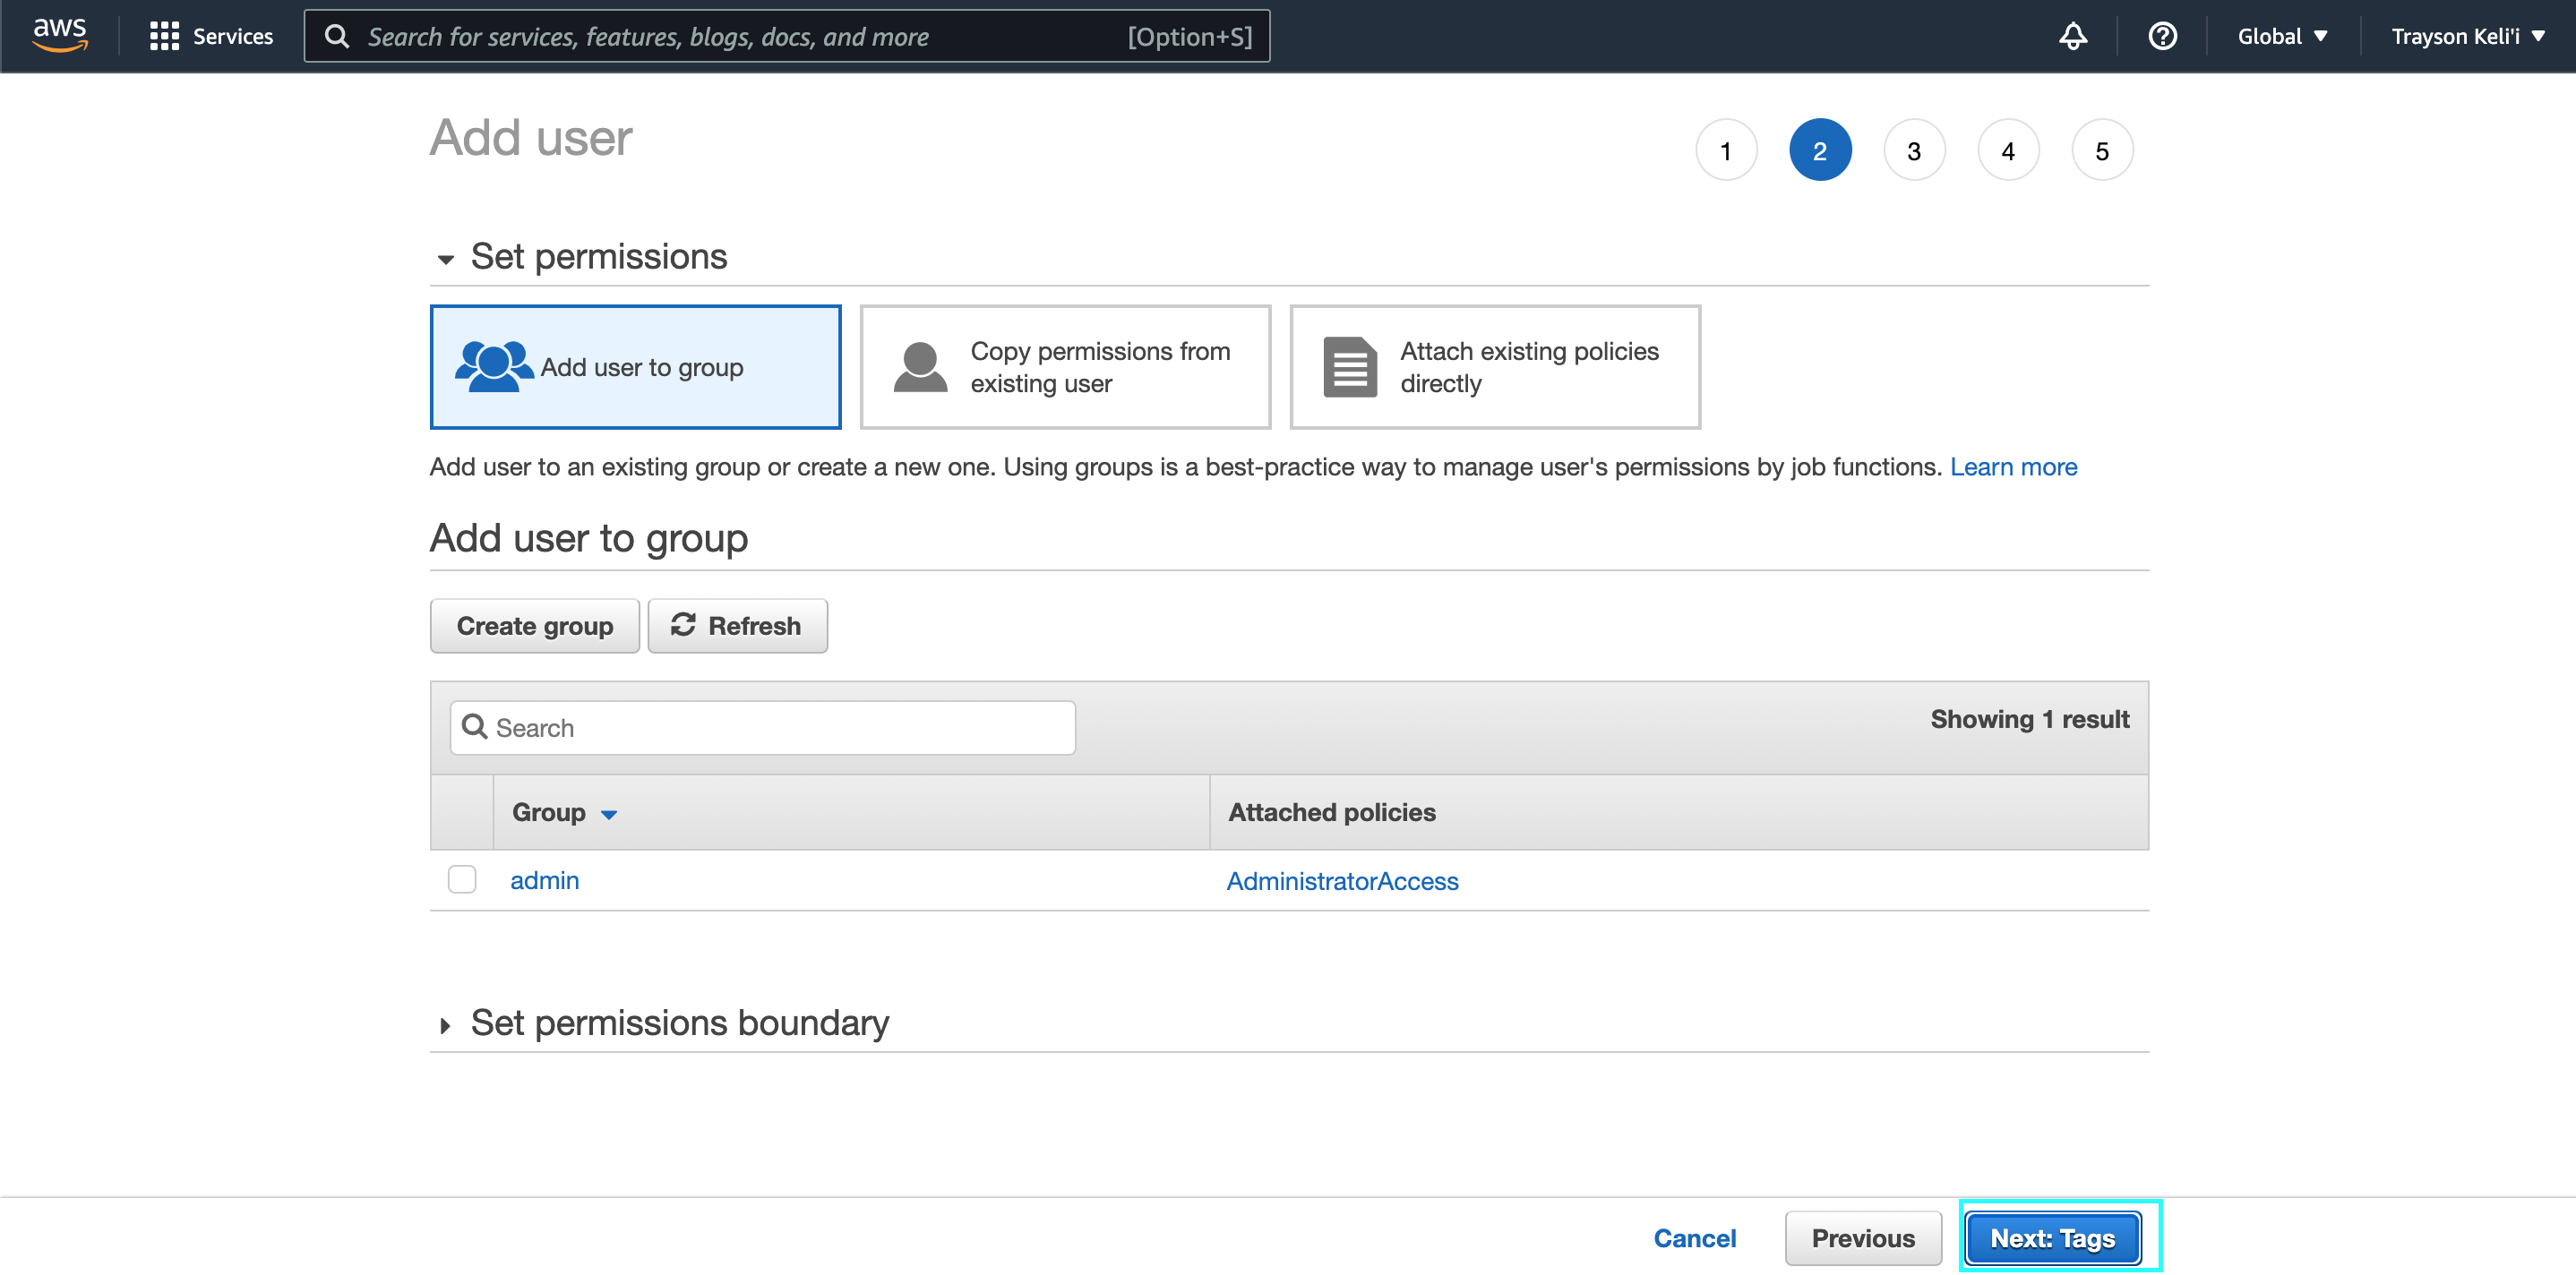 aws
Services
Search for services, features, blogs, docs, and more
[Option+S]
Global
Trayson Keli'i
Add user
1
2
3
4
5
Set permissions
Add user to group
Copy permissions from
existing user
Attach existing policies
directly
Add user to an existing group or create a new one. Using groups is a best-practice way to manage user's permissions by job functions. Learn more
Add user to group
Create group
Refresh
Search
Showing 1 result
Group
Attached policies
admin
AdministratorAccess
Set permissions boundary
Cancel
Previous
Next: Tags